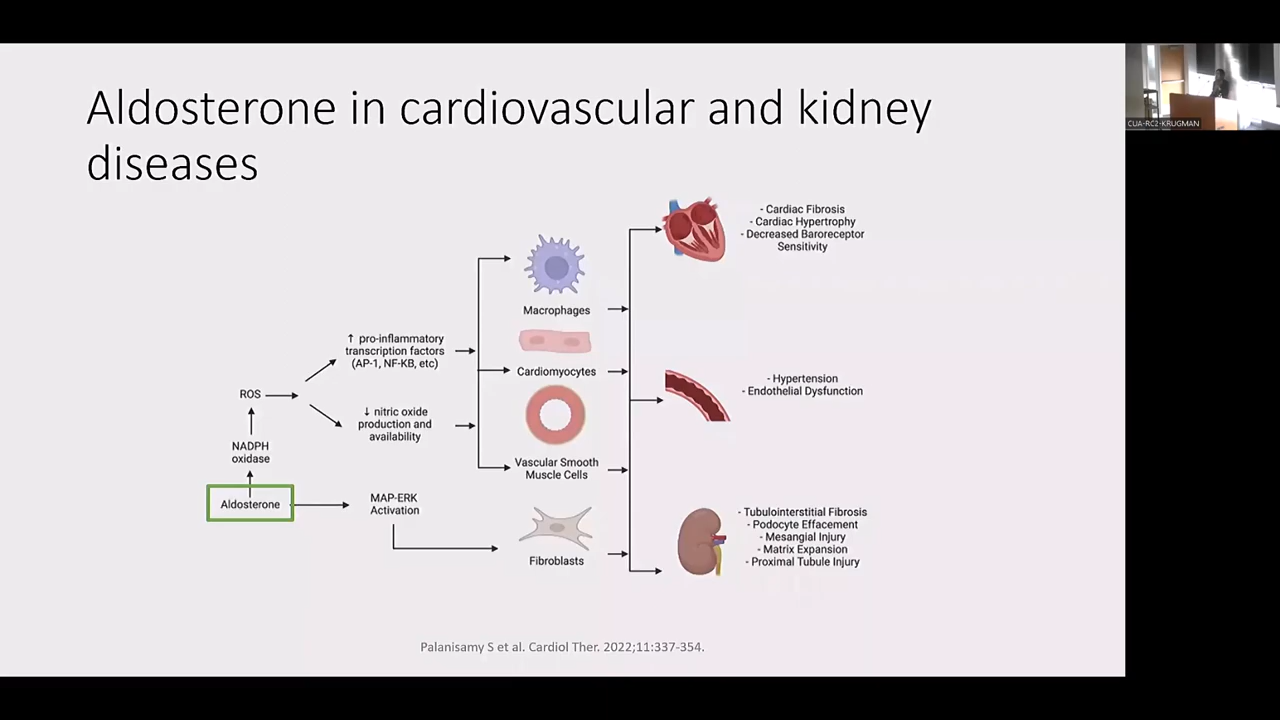 Aldosterone in cardiovascular and kidney
diseases
CUA-RC2-KRUGMAN
- Cardiac Fibrosis
- Cardiac Hypertrophy
- Decreased Baroreceptor
Sensitivity
Macrophages
↑ pro-inflammatory
transcription factors
(AP-1, NF-KB, etc)
Cardiomyocytes
- Hypertension
- Endothelial Dysfunction
ROS
↓ nitric oxide
production and
availability
NADPH
oxidase
Vascular Smooth
Muscle Cells
Aldosterone
MAP-ERK
Activation
Fibroblasts
- Tubulointerstitial Fibrosis
- Podocyte Effacement
- Mesangial Injury
- Matrix Expansion
- Proximal Tubule Injury
Palanisamy S et al. Cardiol Ther. 2022;11:337-354.